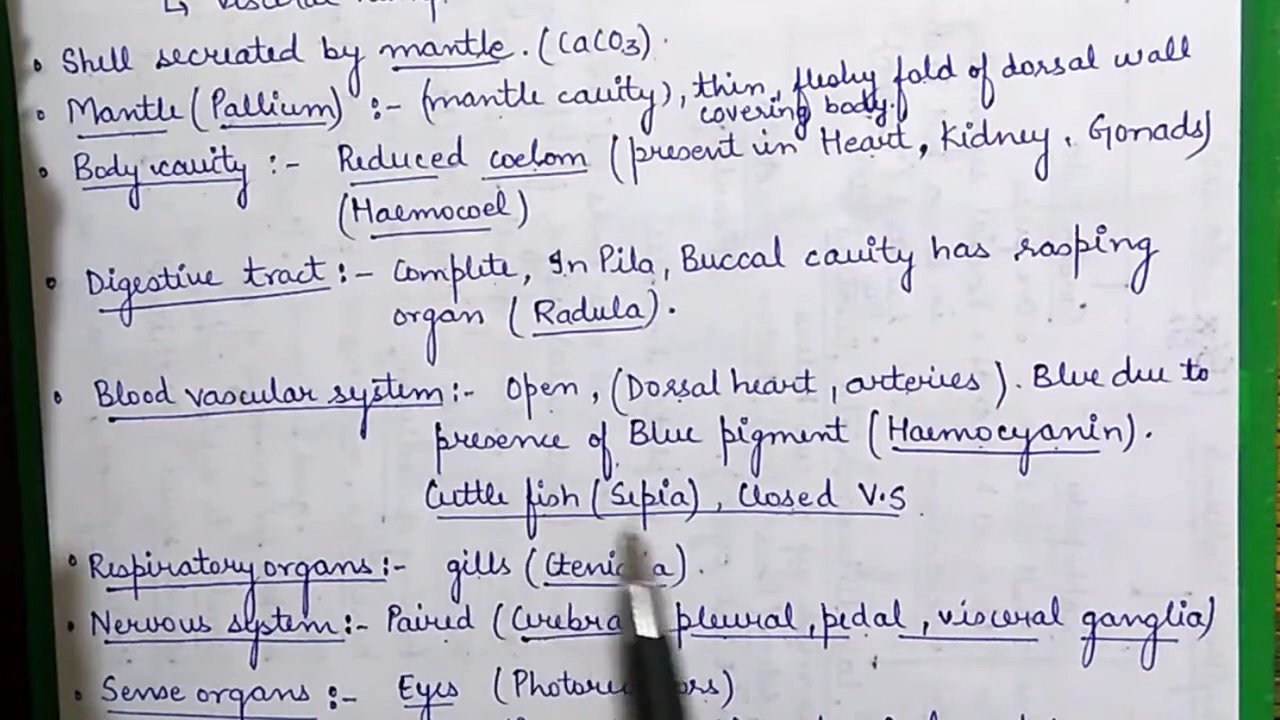 ↳ visceral
• Shell secreated by mantle. (CaCO3).
• Mantle (Pallium) :- (mantle cavity), thin, fleshy fold of dorsal wall
covering body.
• Body cavity :- Reduced coelom (present in Heart, Kidney, Gonads)
(Haemocoel)
• Digestive tract :- Complete, In Pila, Buccal cavity has rasping
organ (Radula).
• Blood vascular system :- Open, (Dorsal heart, arteries). Blue due to
presence of Blue pigment (Haemocyanin).
Cuttle fish (Sepia), Closed V.S
• Respiratory organs :- gills (
• Nervous system :- Paired ( pleural, pedal, visceral ganglia)
• Sense organs :- Eyes (